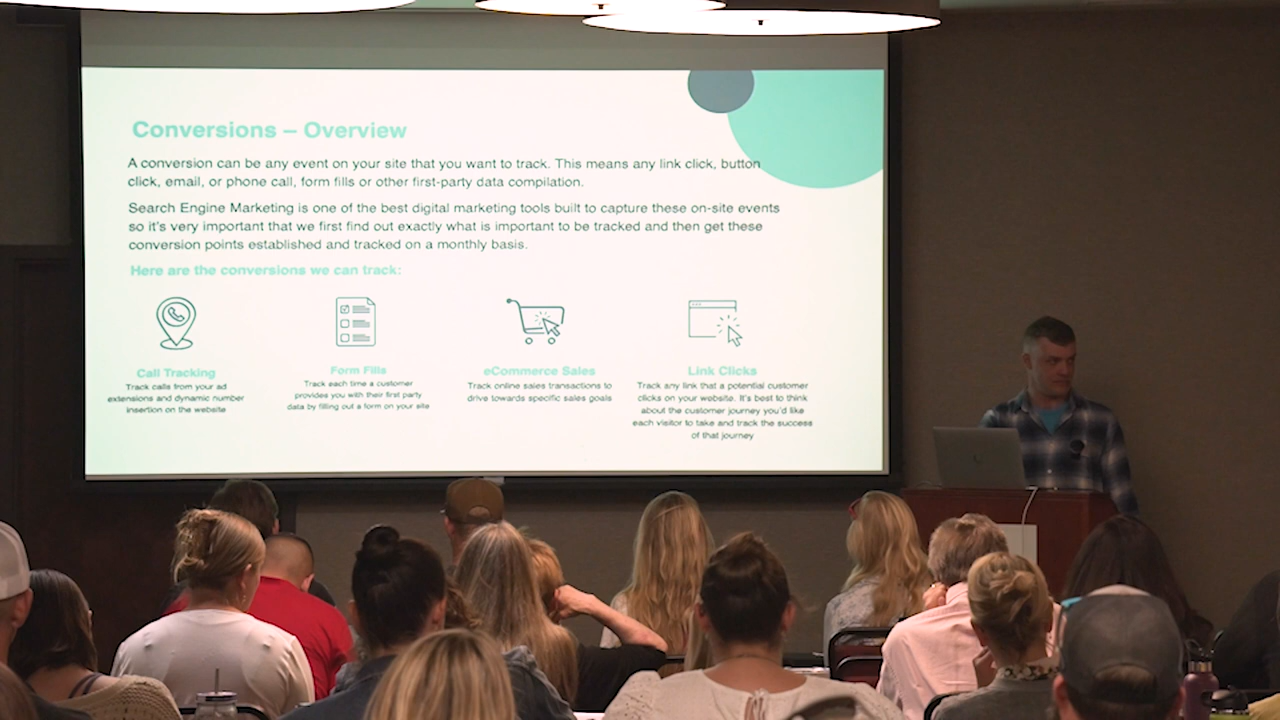 Conversions – Overview
A conversion can be any event on your site that you want to track. This means any link click, button
click, email, or phone call, form fills or other first-party data compilation.
Search Engine Marketing is one of the best digital marketing tools built to capture these on-site events
so it's very important that we first find out exactly what is important to be tracked and then get these
conversion points established and tracked on a monthly basis.
Here are the conversions we can track:
Call Tracking
Track calls from your ad
extensions and dynamic number
insertion on the website
Form Fills
Track each time a customer
provides you with their first party
data by filling out a form on your site
eCommerce Sales
Track online sales transactions to
drive towards specific sales goals
Link Clicks
Track any link that a potential customer
clicks on your website. It's best to think
about the customer journey you'd like
each visitor to take and track the success
of that journey